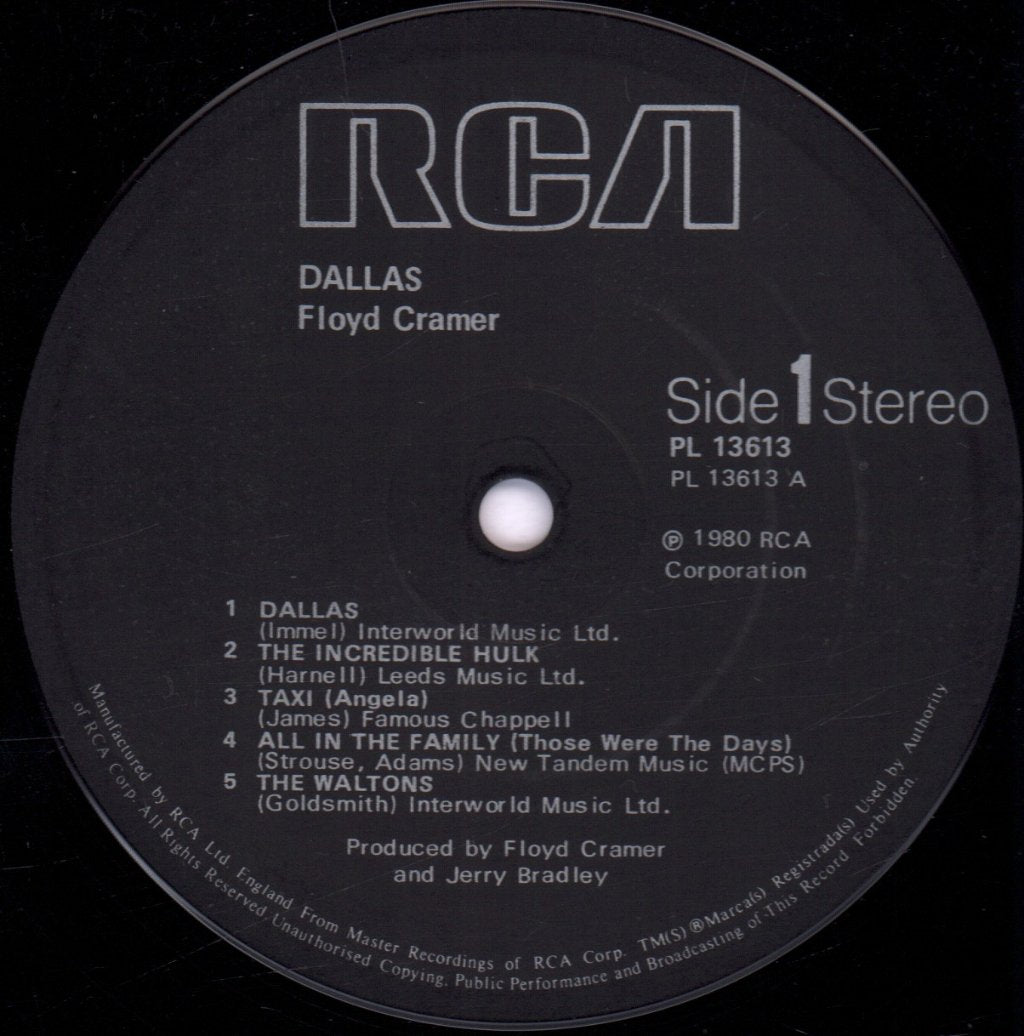 RCA
DALLAS
Floyd Cramer
Side 1 Stereo
PL 13613
PL 13613 A
℗ 1980 RCA
Corporation
1 DALLAS
(Immel) Interworld Music Ltd.
2 THE INCREDIBLE HULK
(Harnell) Leeds Music Ltd.
3 TAXI (Angela)
(James) Famous Chappell
4 ALL IN THE FAMILY (Those Were The Days)
(Strouse, Adams) New Tandem Music (MCPS)
5 THE WALTONS
(Goldsmith) Interworld Music Ltd.
Produced by Floyd Cramer
and Jerry Bradley
Manufactured by RCA Ltd. England From Master Recordings of RCA Corp. TM(S) ® Marca(s) Registrada(s) Used by Authority
of RCA Corp. All Rights Reserved, Unauthorised Copying, Public Performance and Broadcasting of This Record Forbidden.